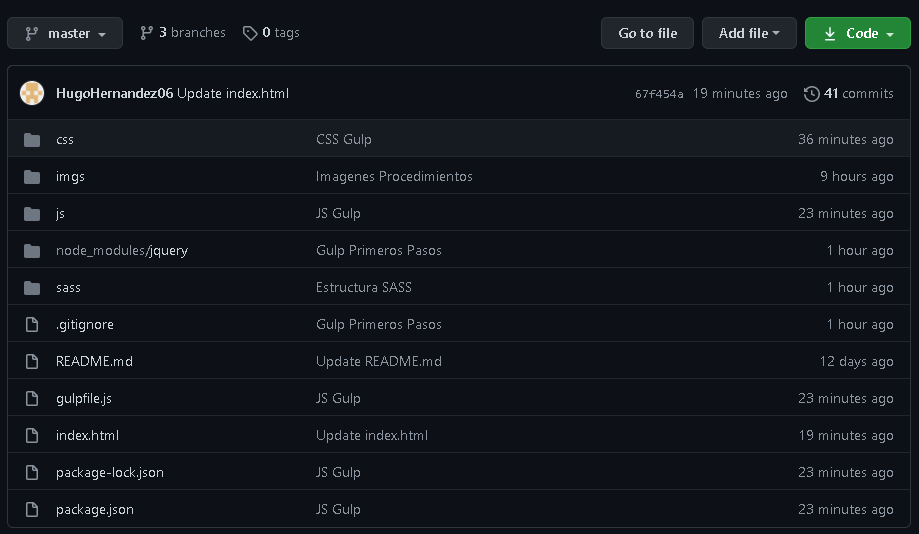 master 3 branches 0 tags Go to file Add file Code
HugoHernandez06 Update index.html 67f454a 19 minutes ago 41 commits
css CSS Gulp 36 minutes ago
imgs Imagenes Procedimientos 9 hours ago
js JS Gulp 23 minutes ago
node_modules/jquery Gulp Primeros Pasos 1 hour ago
sass Estructura SASS 1 hour ago
.gitignore Gulp Primeros Pasos 1 hour ago
README.md Update README.md 12 days ago
gulpfile.js JS Gulp 23 minutes ago
index.html Update index.html 19 minutes ago
package-lock.json JS Gulp 23 minutes ago
package.json JS Gulp 23 minutes ago